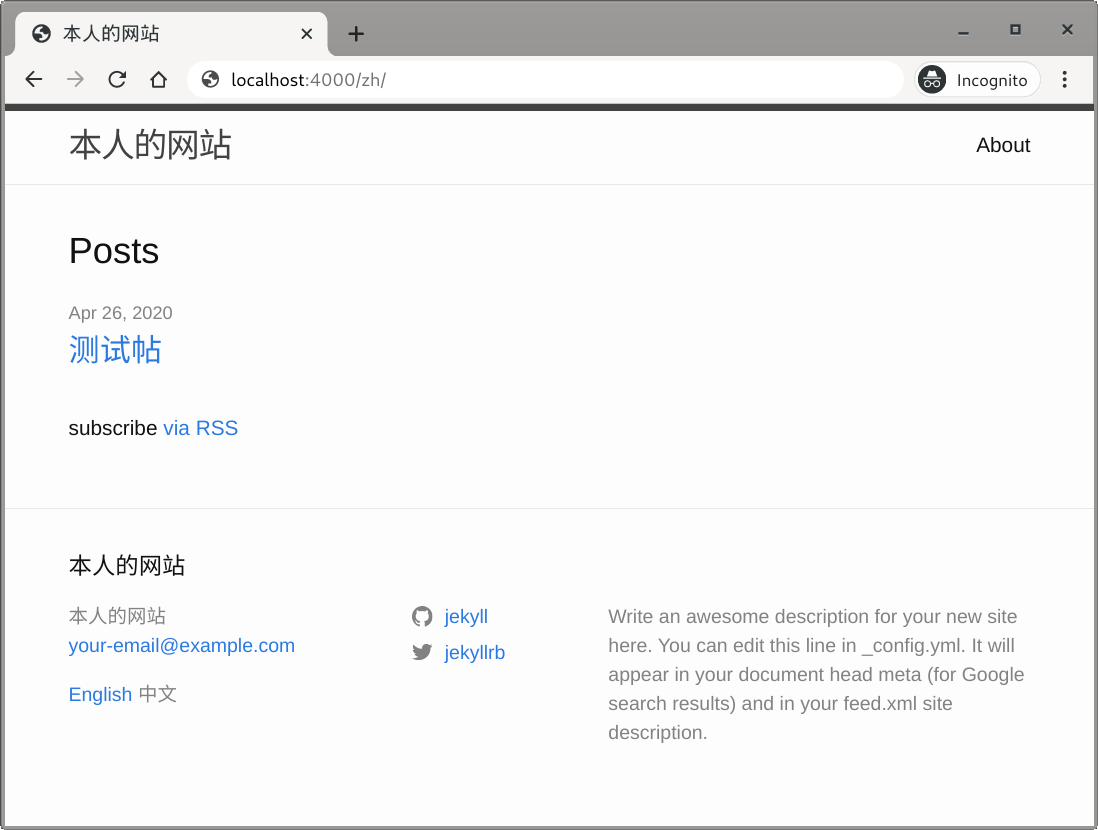 本人的网站
localhost:4000/zh/
Incognito
本人的网站
About
Posts
Apr 26, 2020
测试帖
subscribe via RSS
本人的网站
本人的网站
your-email@example.com
English 中文
jekyll
jekyllrb
Write an awesome description for your new site
here. You can edit this line in _config.yml. It will
appear in your document head meta (for Google
search results) and in your feed.xml site
description.